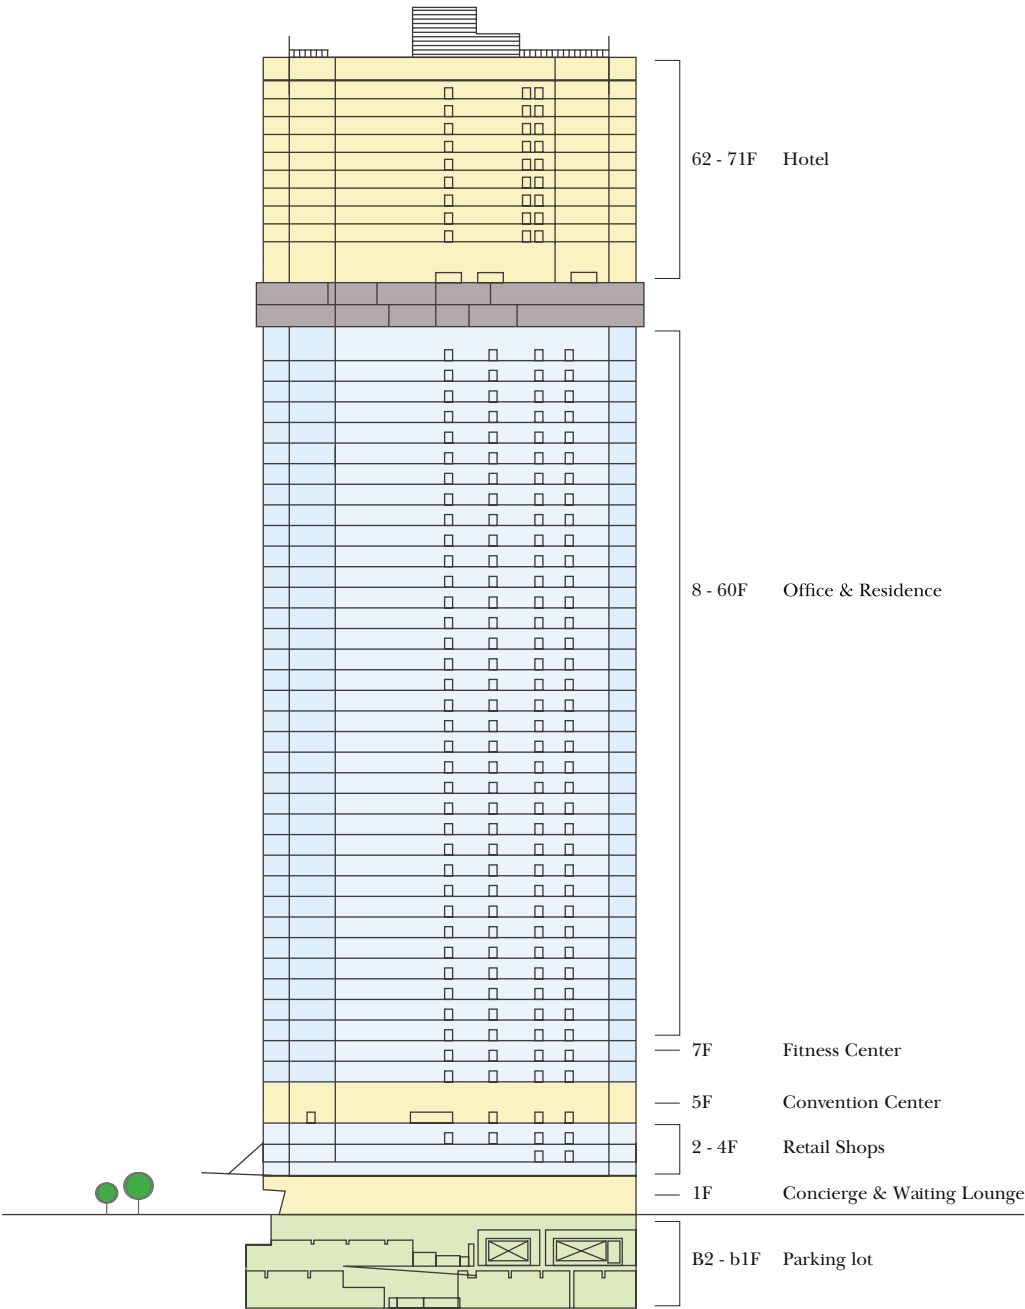 62 - 71F Hotel
8 - 60F Office & Residence
7F Fitness Center
5F Convention Center
2 - 4F Retail Shops
1F Concierge & Waiting Lounge
B2 - b1F Parking lot